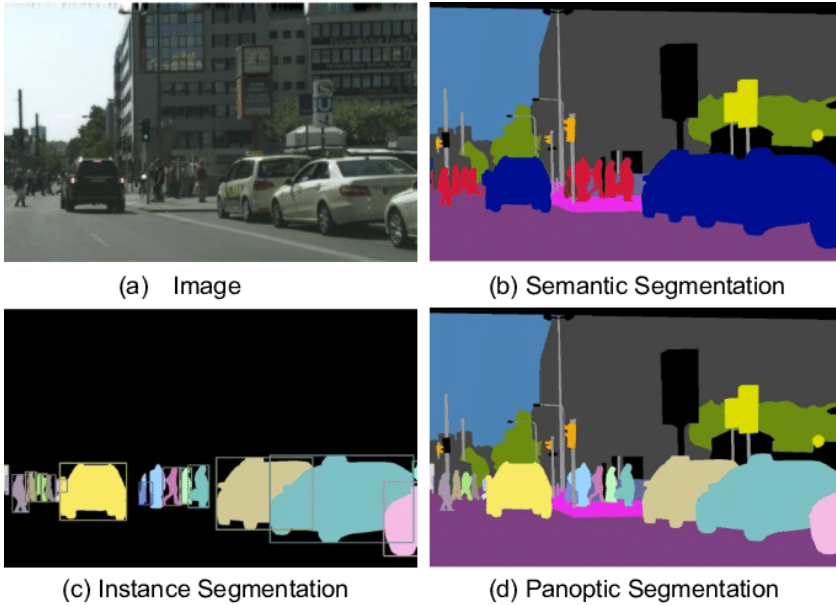 (a) Image
(b) Semantic Segmentation
(c) Instance Segmentation
(d) Panoptic Segmentation